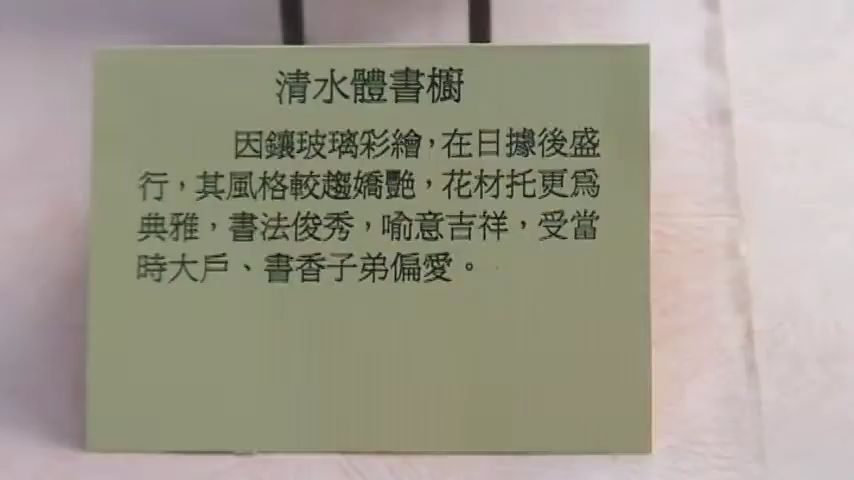 清水體書櫥
因鑲玻璃彩繪，在日據後盛
行，其風格較趨嬌艷，花材托更為
典雅，書法俊秀，喻意吉祥，受當
時大戶、書香子弟偏愛。